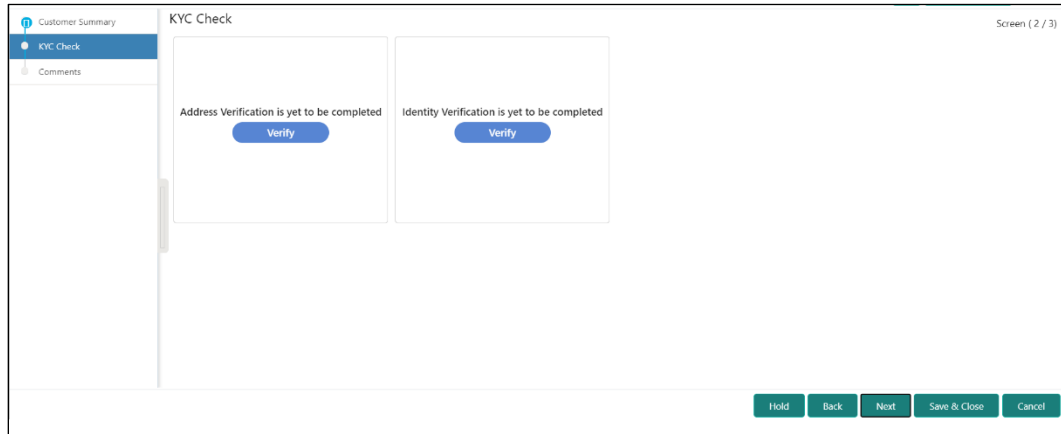 Customer Summary
KYC Check
Comments
KYC Check
Screen ( 2 / 3)
Address Verification is yet to be completed
Verify
Identity Verification is yet to be completed
Verify
Hold
Back
Next
Save & Close
Cancel